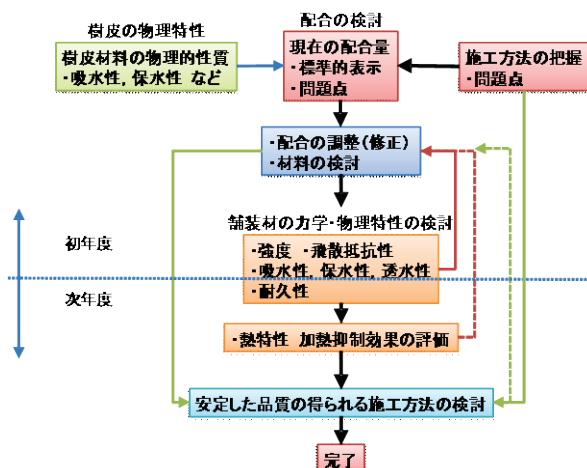 樹皮の物理特性
配合の検討
樹皮材料の物理的性質
・吸水性, 保水性 など
現在の配合量
・標準的表示
・問題点
施工方法の把握
・問題点
・配合の調整(修正)
・材料の検討
舗装材の力学・物理特性の検討
初年度
・強度 ・飛散抵抗性
・吸水性, 保水性, 透水性
・耐久性
次年度
・熱特性 加熱抑制効果の評価
安定した品質の得られる施工方法の検討
完了